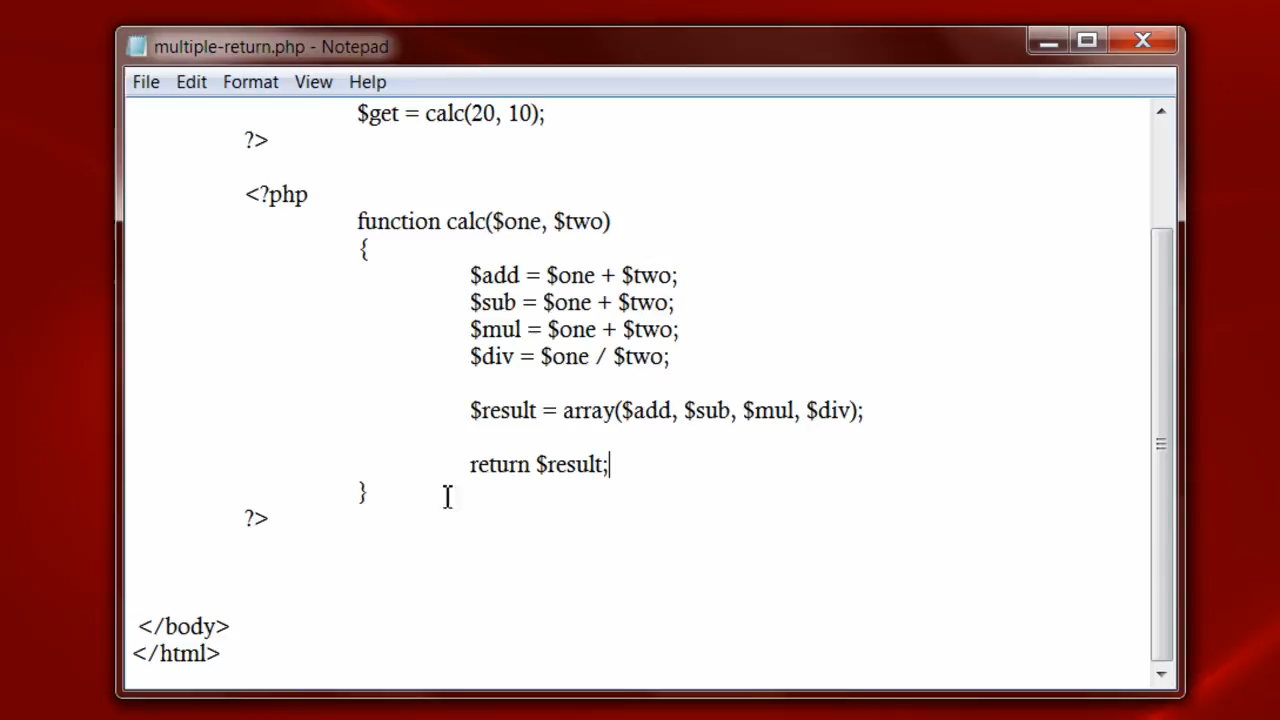 multiple-return.php - Notepad
File Edit Format View Help
$get = calc(20, 10);
?>
<?php
function calc($one, $two)
{
$add = $one + $two;
$sub = $one + $two;
$mul = $one + $two;
$div = $one / $two;
$result = array($add, $sub, $mul, $div);
return $result;
}
?>
</body>
</html>